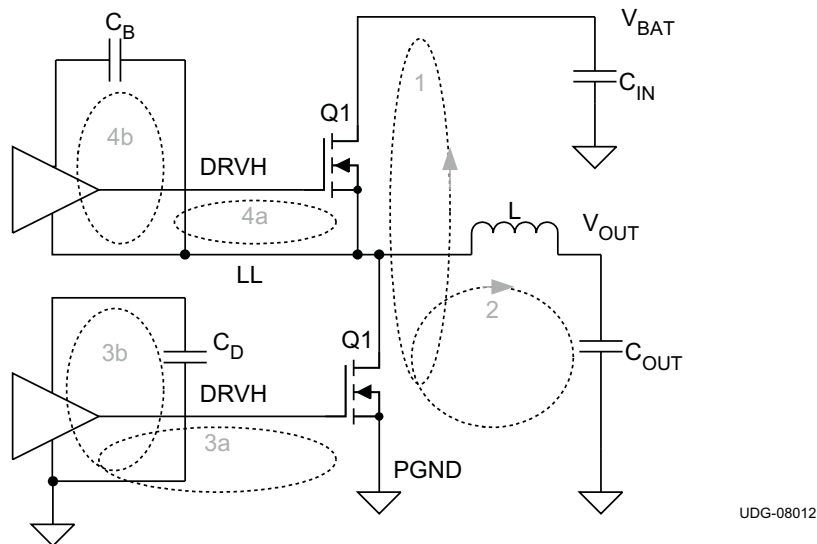 C_B
V_BAT
1
C_IN
Q1
4b
DRVH
4a
L
V_OUT
LL
2
Q1
3b
C_D
C_OUT
DRVH
3a
PGND
UDG-08012